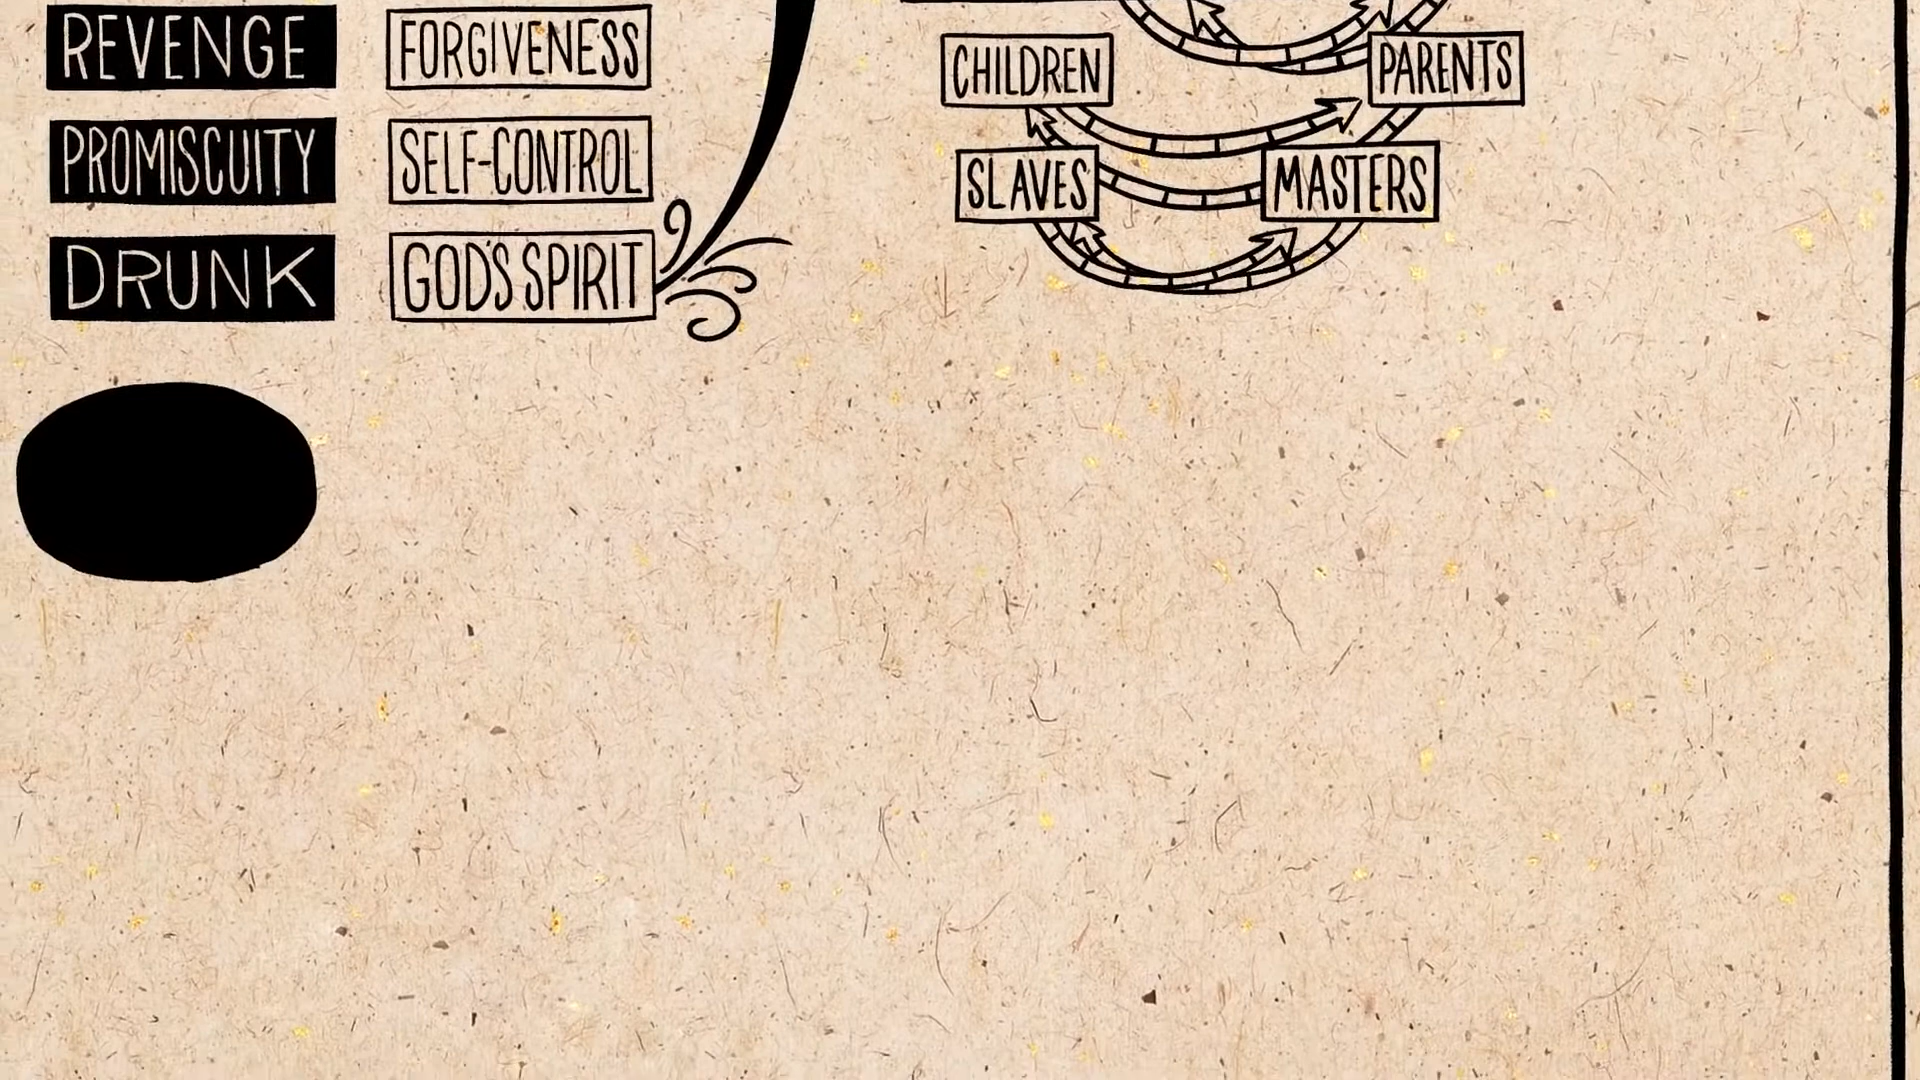 REVENGE
FORGIVENESS
PROMISCUITY
SELF-CONTROL
DRUNK
GOD'S SPIRIT
CHILDREN
PARENTS
SLAVES
MASTERS